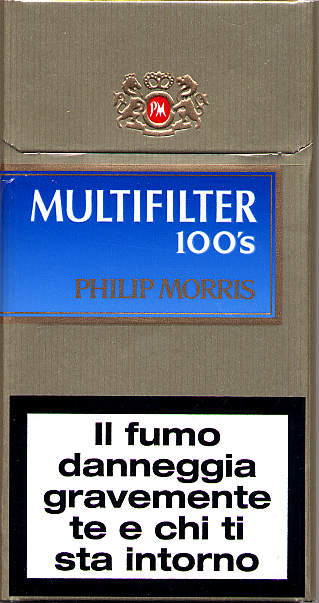 PM
MULTIFILTER
100's
PHILIP MORRIS
Il fumo
danneggia
gravemente
te e chi ti
sta intorno